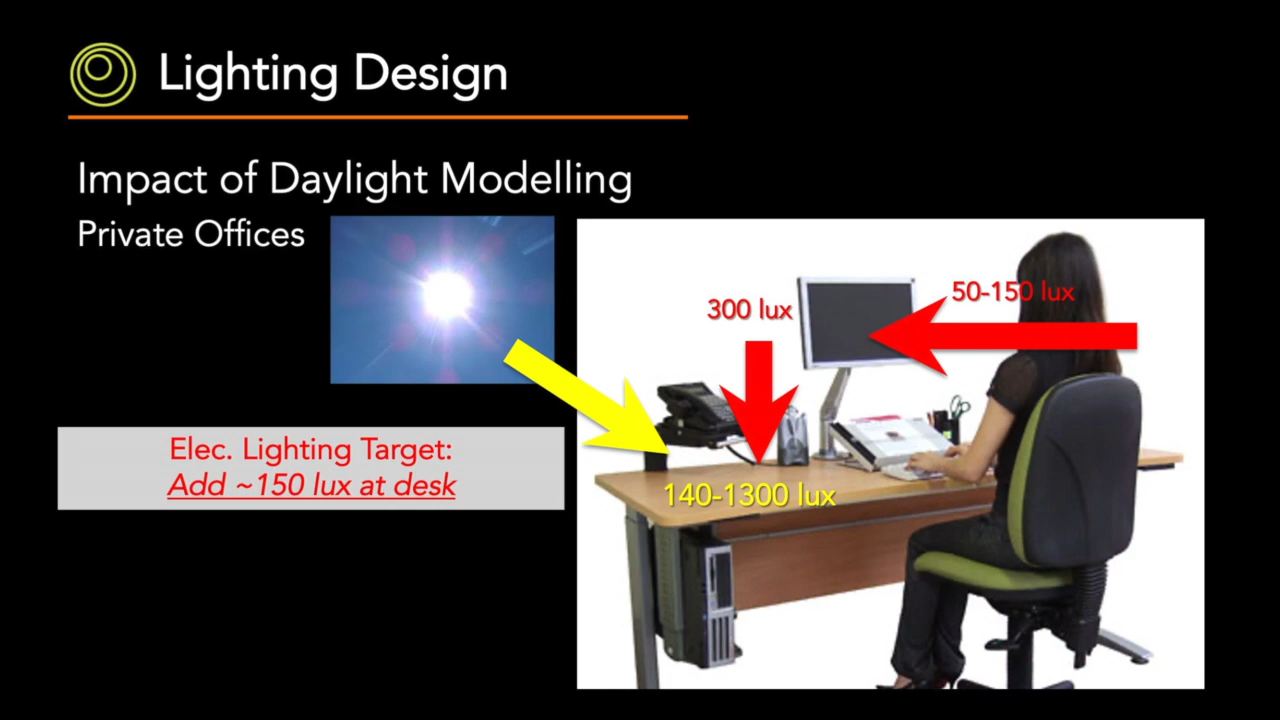 Lighting Design
Impact of Daylight Modelling
Private Offices
50-150 lux
300 lux
Elec. Lighting Target:
Add ~150 lux at desk
140-1300 lux